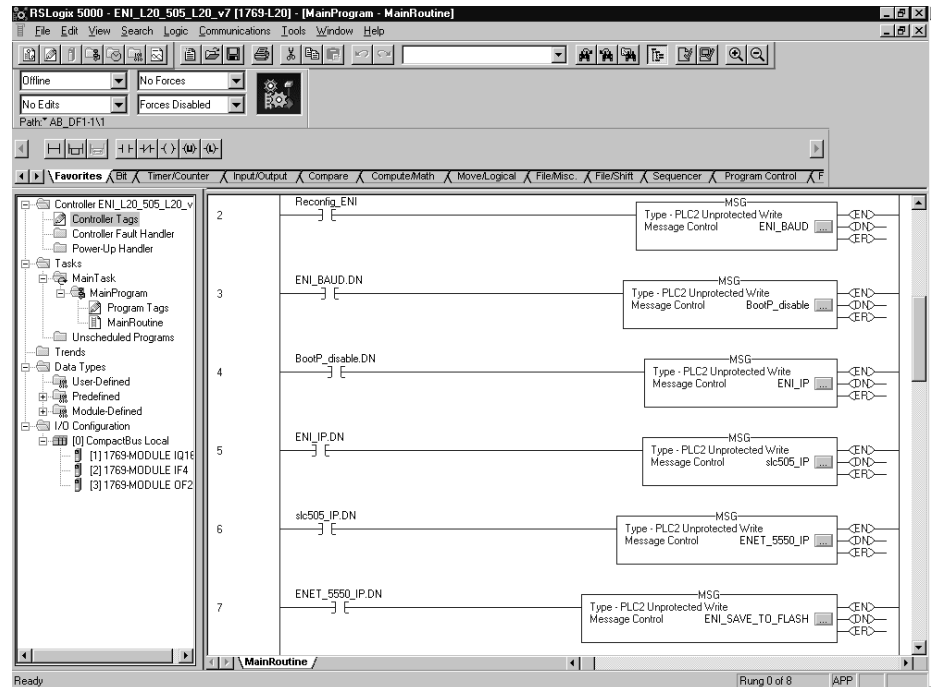 RSLogix 5000 - ENI_L20_505_L20_v7 [1769-L20] - [MainProgram - MainRoutine]
File Edit View Search Logic Communications Tools Window Help
Offline No Forces
No Edits Forces Disabled
Path:* AB_DF1-1\1
Favorites Bit Timer/Counter Input/Output Compare Compute/Math Move/Logical File/Misc. File/Shift Sequencer Program Control F
Controller ENI_L20_505_L20_v
Controller Tags
Controller Fault Handler
Power-Up Handler
Tasks
MainTask
MainProgram
Program Tags
MainRoutine
Unscheduled Programs
Trends
Data Types
User-Defined
Predefined
Module-Defined
I/O Configuration
[0] CompactBus Local
[1] 1769-MODULE IQ16
[2] 1769-MODULE IF4
[3] 1769-MODULE OF2
2
Reconfig_ENI
MSG
Type - PLC2 Unprotected Write
Message Control ENI_BAUD ...
EN
DN
ER
3
ENI_BAUD.DN
MSG
Type - PLC2 Unprotected Write
Message Control BootP_disable ...
EN
DN
ER
4
BootP_disable.DN
MSG
Type - PLC2 Unprotected Write
Message Control ENI_IP ...
EN
DN
ER
5
ENI_IP.DN
MSG
Type - PLC2 Unprotected Write
Message Control slc505_IP ...
EN
DN
ER
6
slc505_IP.DN
MSG
Type - PLC2 Unprotected Write
Message Control ENET_5550_IP ...
EN
DN
ER
7
ENET_5550_IP.DN
MSG
Type - PLC2 Unprotected Write
Message Control ENI_SAVE_TO_FLASH ...
EN
DN
ER
MainRoutine
Ready
Rung 0 of 8 APP